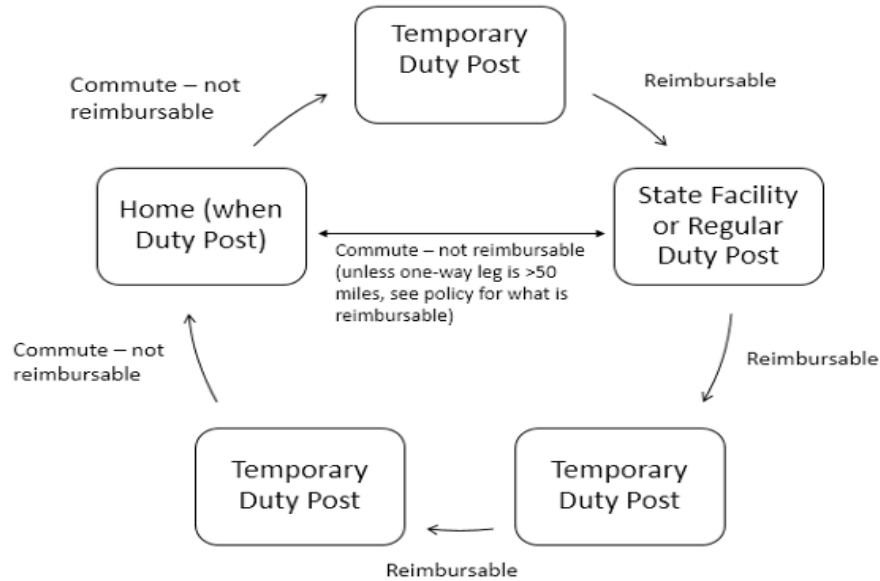 Temporary
Duty Post
Commute – not
reimbursable
Reimbursable
Home (when
Duty Post)
State Facility
or Regular
Duty Post
Commute – not reimbursable
(unless one-way leg is >50
miles, see policy for what is
reimbursable)
Commute – not
reimbursable
Reimbursable
Temporary
Duty Post
Temporary
Duty Post
Reimbursable